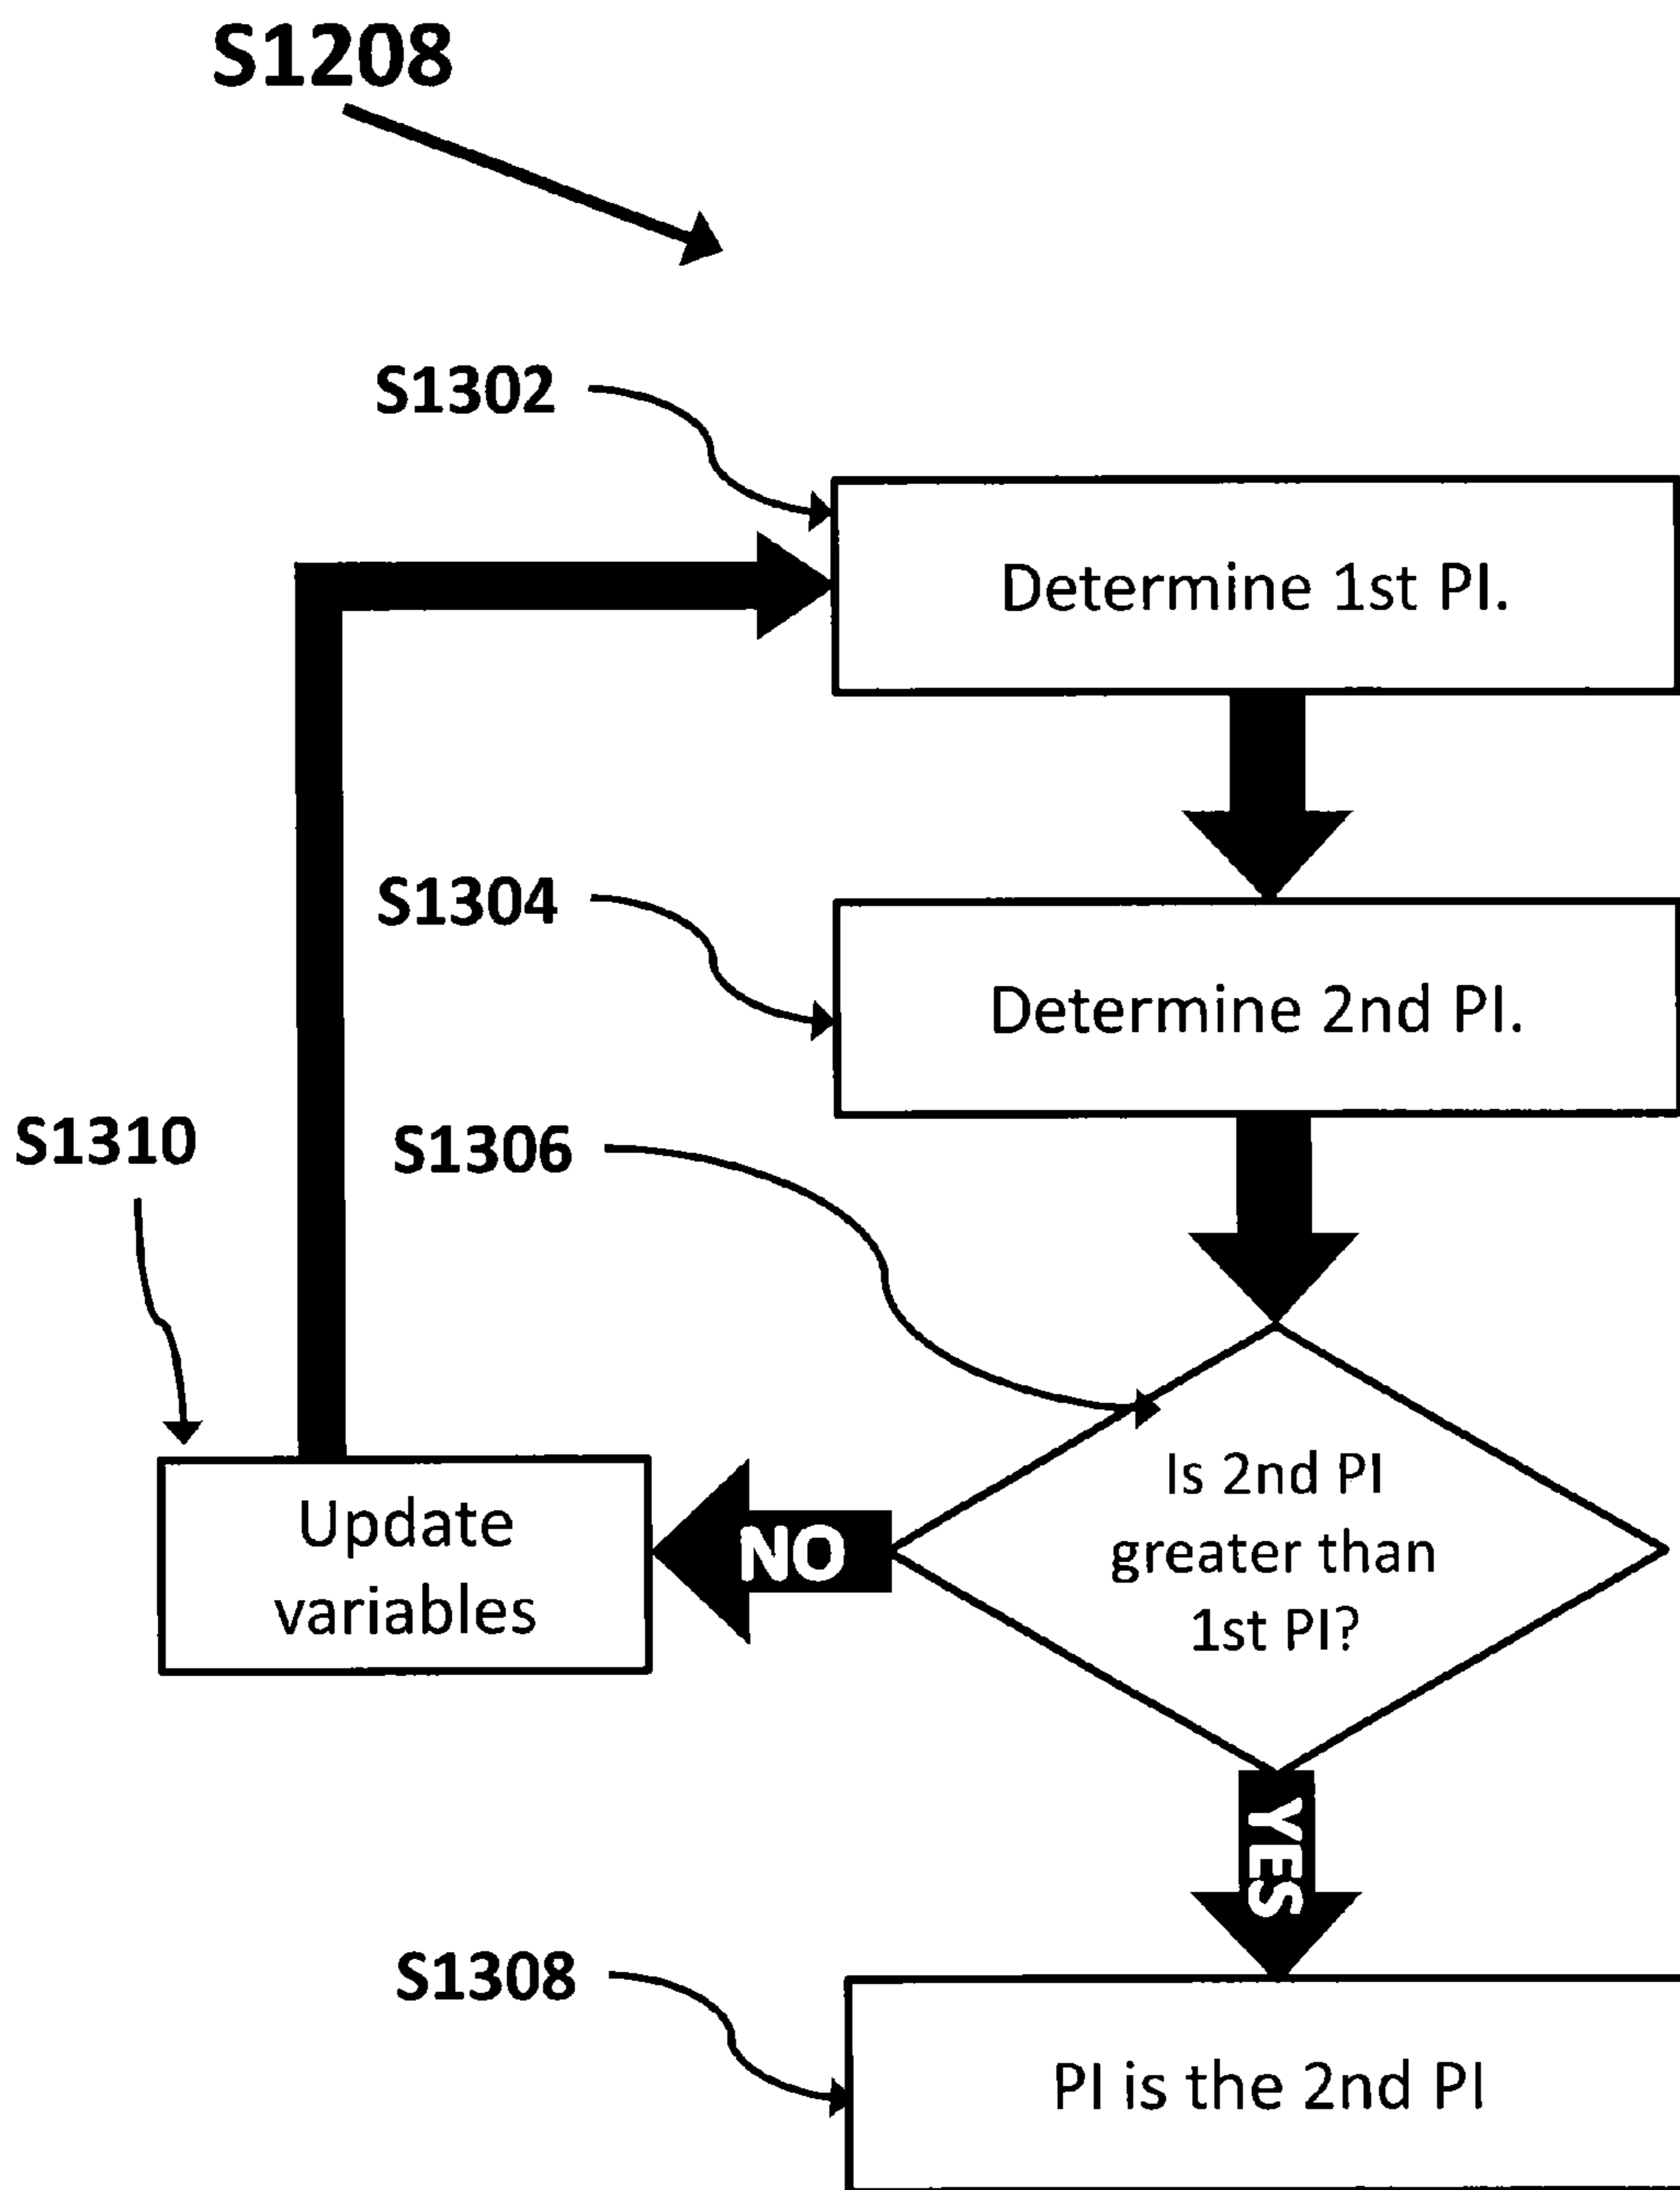 S1208
S1302
Determine 1st PI.
S1304
Determine 2nd PI.
S1310
S1306
Is 2nd PI
greater than
1st PI?
NO
Update
variables
YES
S1308
PI is the 2nd PI